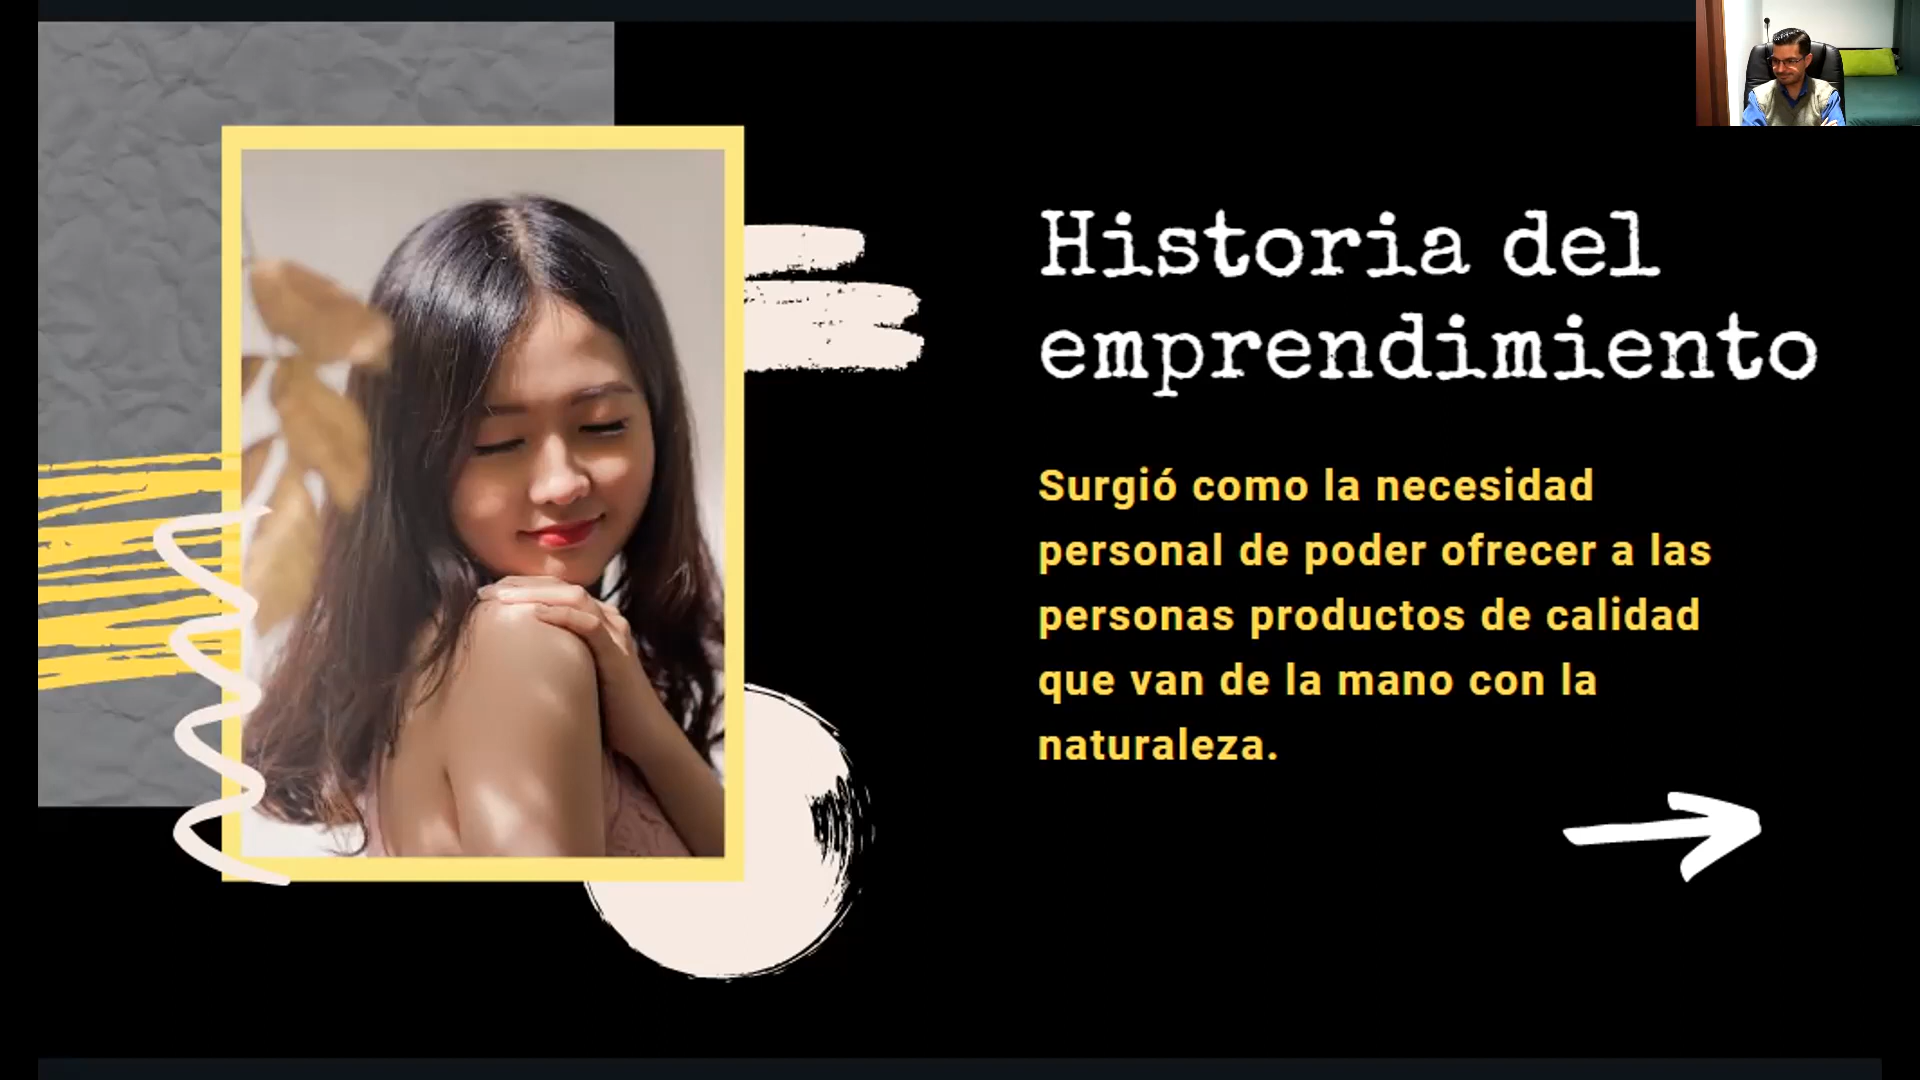 Historia del
emprendimiento
Surgió como la necesidad
personal de poder ofrecer a las
personas productos de calidad
que van de la mano con la
naturaleza.